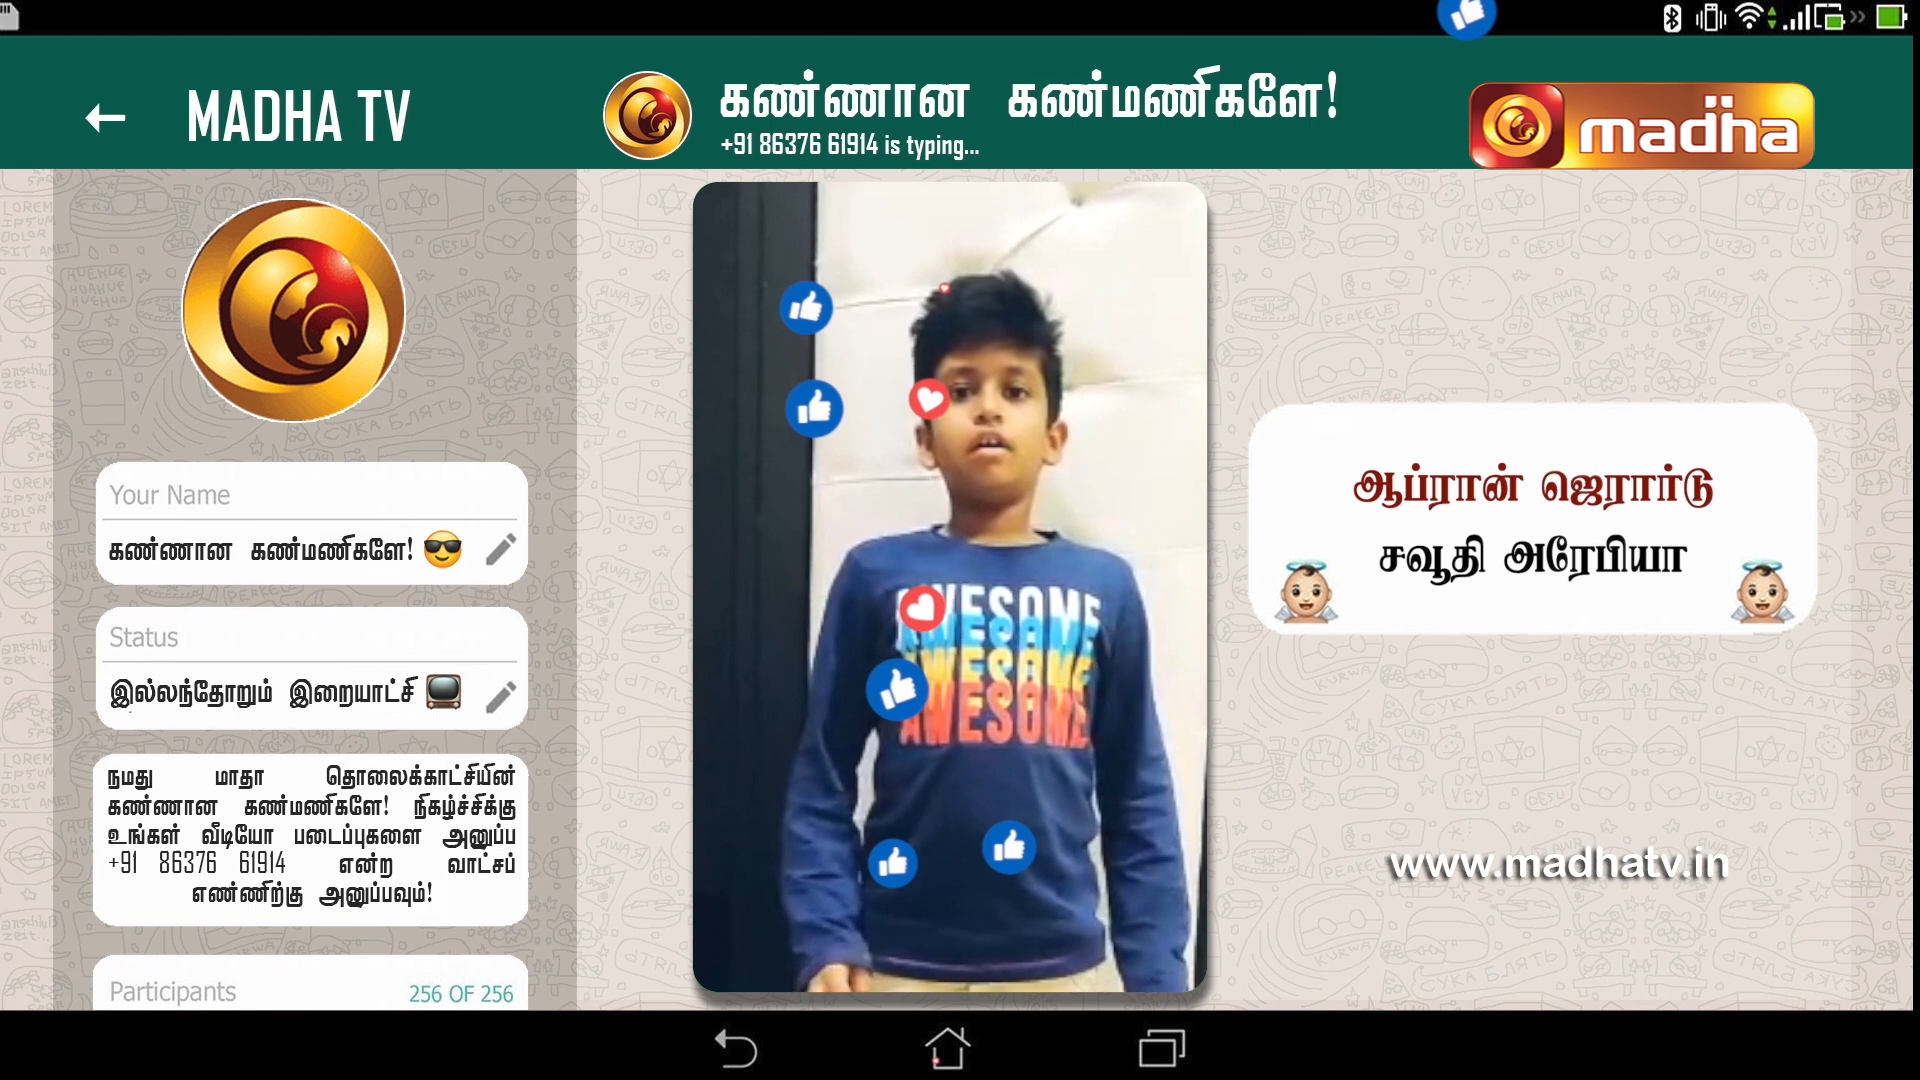 MADHA TV
கண்ணான கண்மணிகளே!
+91 86376 61914 is typing...
madha
Your Name
கண்ணான கண்மணிகளே!
Status
இல்லந்தோறும் இறையாட்சி
நமது மாதா தொலைக்காட்சியின்
கண்ணான கண்மணிகளே! நிகழ்ச்சிக்கு
உங்கள் வீடியோ படைப்புகளை அனுப்ப
+91 86376 61914 என்ற வாட்சப்
எண்ணிற்கு அனுப்பவும்!
Participants 256 OF 256
AWESOME
AWESOME
AWESOME
AWESOME
ஆப்ரான் ஜெரார்டு
சவூதி அரேபியா
www.madhatv.in